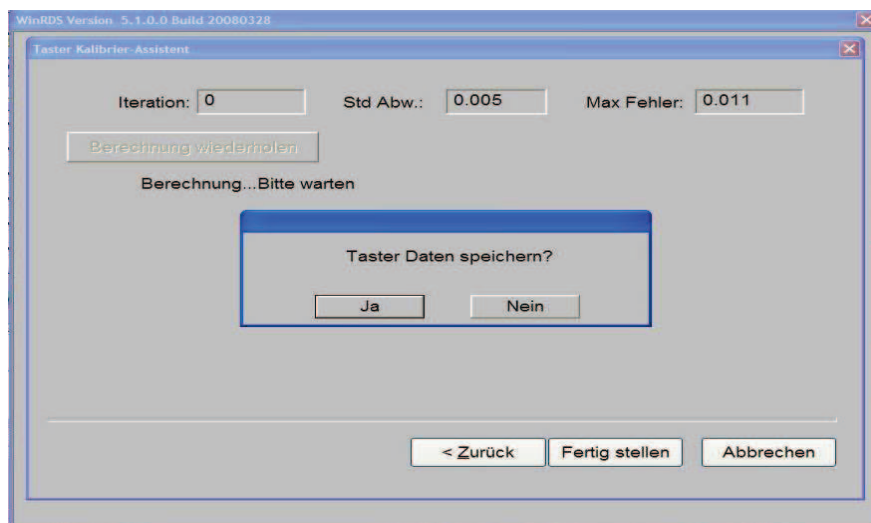 WinRDS Version 5.1.0.0 Build 20080328
Taster Kalibrier-Assistent
Iteration: 0 Std Abw.: 0.005 Max Fehler: 0.011
Berechnung wiederholen
Berechnung...Bitte warten
Taster Daten speichern?
Ja Nein
< Zurück Fertig stellen Abbrechen